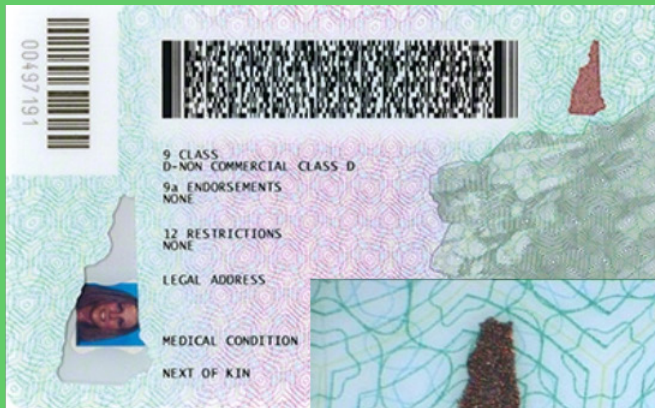 00497191
9 CLASS
D-NON COMMERCIAL CLASS D
9a ENDORSEMENTS
NONE
12 RESTRICTIONS
NONE
LEGAL ADDRESS
MEDICAL CONDITION
NEXT OF KIN